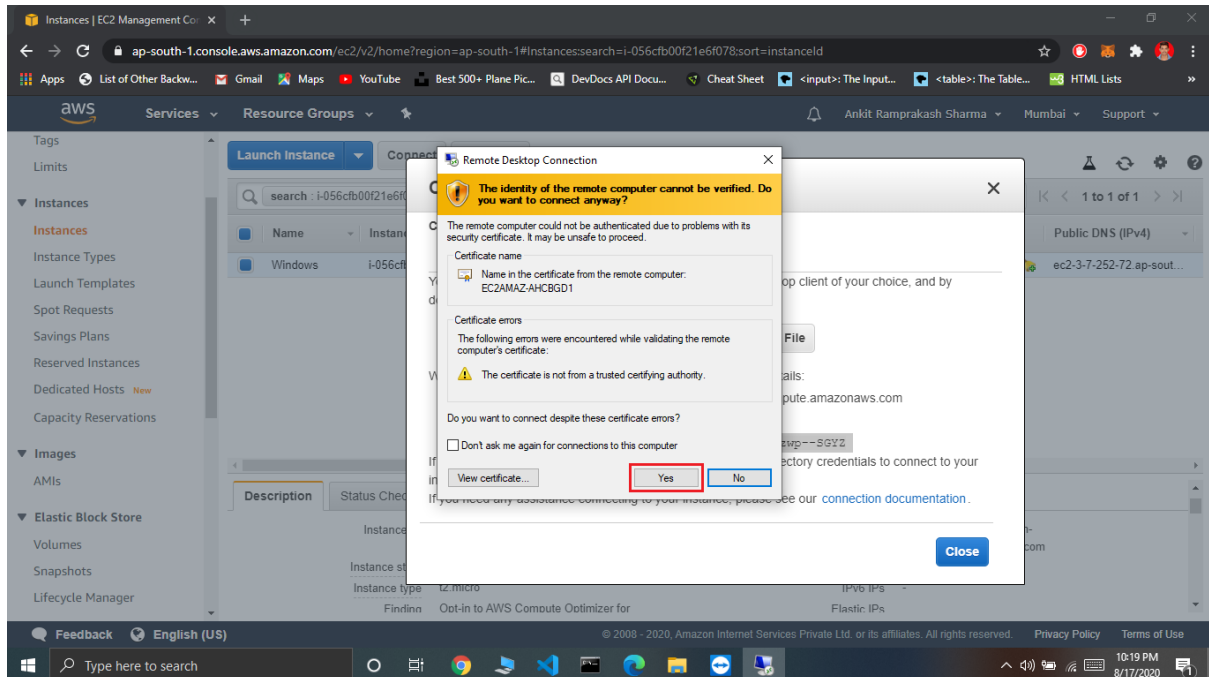 Instances | EC2 Management Con
ap-south-1.console.aws.amazon.com/ec2/v2/home?region=ap-south-1#Instances:search=i-056cfb00f21e6f078;sort=instanceId
Apps List of Other Backw... Gmail Maps YouTube Best 500+ Plane Pic... DevDocs API Docu... Cheat Sheet <input>: The Input... <table>: The Table... HTML Lists »
aws Services Resource Groups Ankit Ramprakash Sharma Mumbai Support
Tags
Limits
Instances
Instances
Instance Types
Launch Templates
Spot Requests
Savings Plans
Reserved Instances
Dedicated Hosts New
Capacity Reservations
Images
AMIs
Elastic Block Store
Volumes
Snapshots
Lifecycle Manager
Launch Instance Connect
search : i-056cfb00f21e6f0
1 to 1 of 1
Name Instan Public DNS (IPv4)
Windows i-056cfb ec2-3-7-252-72.ap-sout...
Remote Desktop Connection
The identity of the remote computer cannot be verified. Do
you want to connect anyway?
The remote computer could not be authenticated due to problems with its
security certificate. It may be unsafe to proceed.
Certificate name
Name in the certificate from the remote computer:
EC2AMAZ-AHCBGD1
Certificate errors
The following errors were encountered while validating the remote
computer's certificate:
The certificate is not from a trusted certifying authority.
Do you want to connect despite these certificate errors?
Don't ask me again for connections to this computer
View certificate... Yes No
op client of your choice, and by
File
ails:
pute.amazonaws.com
zwp--SGYZ
ectory credentials to connect to your
If you need any assistance connecting to your instance, please see our connection documentation.
Close
Description Status Chec
Instance
Instance st
com
Instance type t2.micro IPv6 IPs -
Finding Opt-in to AWS Compute Optimizer for Elastic IPs
Feedback English (US) © 2008 - 2020, Amazon Internet Services Private Ltd. or its affiliates. All rights reserved. Privacy Policy Terms of Use
Type here to search
10:19 PM
8/17/2020